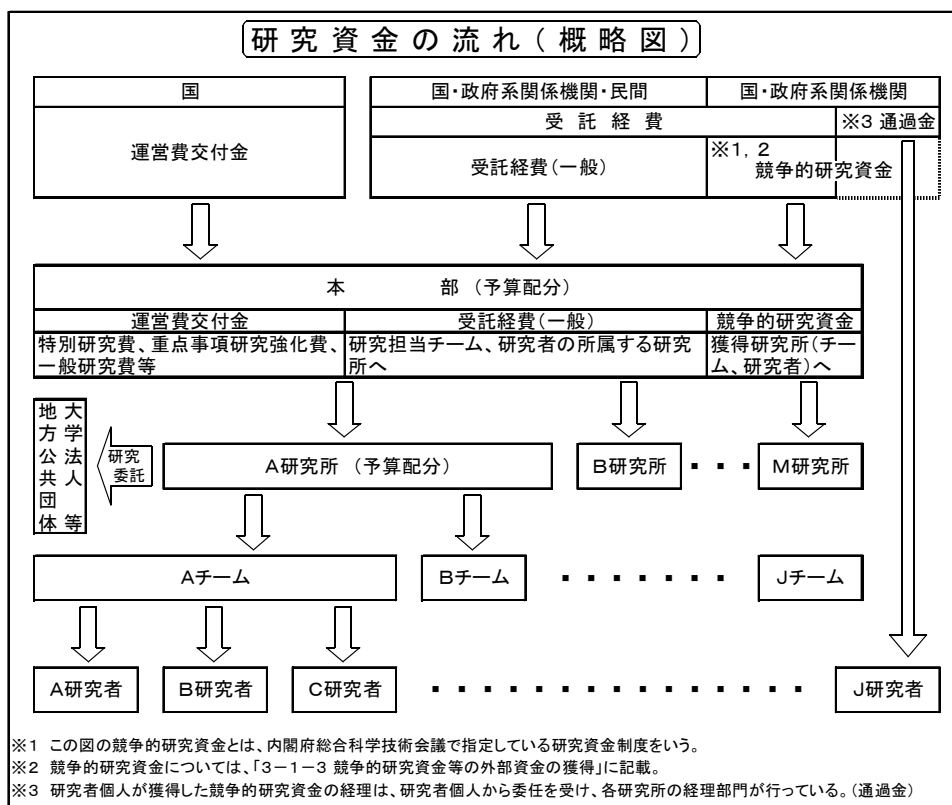 研究資金の流れ(概略図)
国
国・政府系関係機関・民間
国・政府系関係機関
運営費交付金
受託経費
※3 通過金
受託経費(一般)
※1, 2
競争的研究資金
本 部 (予算配分)
運営費交付金
受託経費(一般)
競争的研究資金
特別研究費、重点事項研究強化費、
一般研究費等
研究担当チーム、研究者の所属する研究
所へ
獲得研究所(チー
ム、研究者)へ
大学法人等
地方公共団体
研究
委託
A研究所 (予算配分)
B研究所
・・・
M研究所
Aチーム
Bチーム
・・・・・・・
Jチーム
A研究者
B研究者
C研究者
・・・・・・・・・・・・・・・
J研究者
※1 この図の競争的研究資金とは、内閣府総合科学技術会議で指定している研究資金制度をいう。
※2 競争的研究資金については、「3-1-3 競争的研究資金等の外部資金の獲得」に記載。
※3 研究者個人が獲得した競争的研究資金の経理は、研究者個人から委任を受け、各研究所の経理部門が行っている。(通過金)